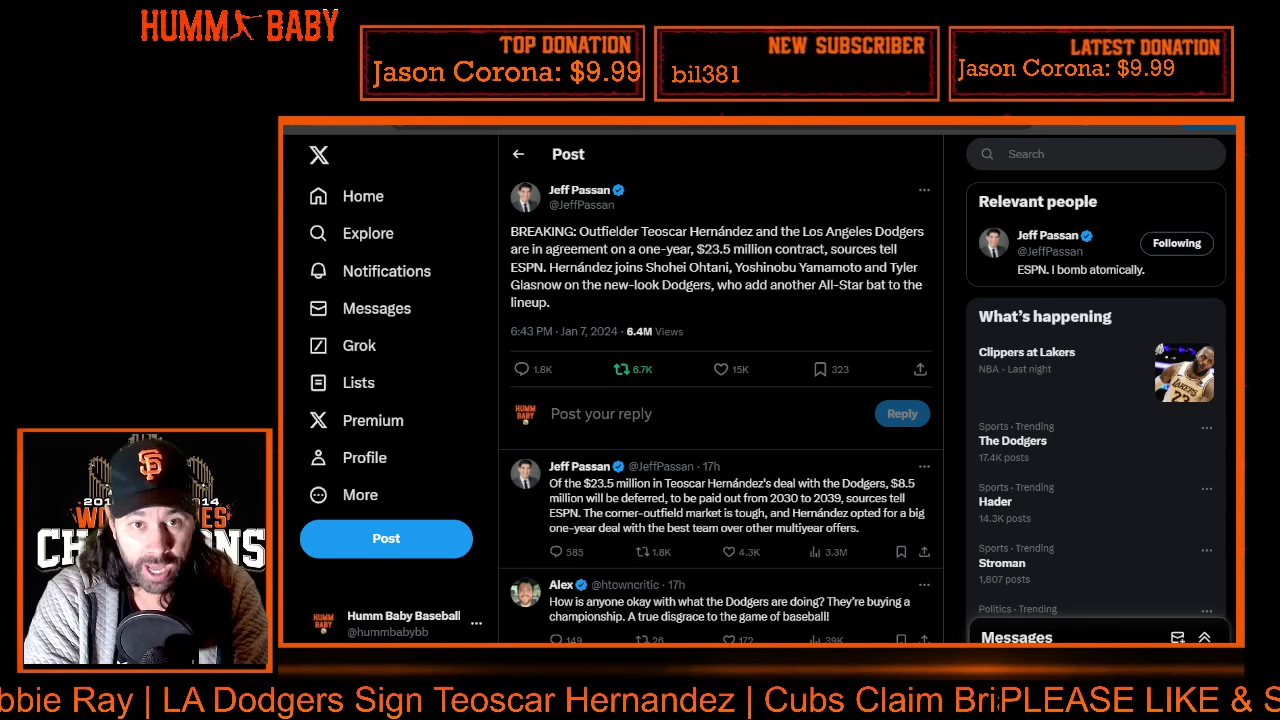 HUMM BABY
TOP DONATION
Jason Corona: $9.99
NEW SUBSCRIBER
bil381
LATEST DONATION
Jason Corona: $9.99
Home
Explore
Notifications
Messages
Grok
Lists
Premium
Profile
More
Post
Humm Baby Baseball
@hummbabybb
Post
Jeff Passan
@JeffPassan
BREAKING: Outfielder Teoscar Hernández and the Los Angeles Dodgers
are in agreement on a one-year, $23.5 million contract, sources tell
ESPN. Hernández joins Shohei Ohtani, Yoshinobu Yamamoto and Tyler
Glasnow on the new-look Dodgers, who add another All-Star bat to the
lineup.
6:43 PM · Jan 7, 2024 · 6.4M Views
1.8K 6.7K 15K 323
HUMM BABY
Post your reply
Reply
Jeff Passan @JeffPassan · 17h
Of the $23.5 million in Teoscar Hernández's deal with the Dodgers, $8.5
million will be deferred, to be paid out from 2030 to 2039, sources tell
ESPN. The corner-outfield market is tough, and Hernández opted for a big
one-year deal with the best team over other multiyear offers.
585 1.8K 4.3K 3.3M
Alex @htowncritic · 17h
How is anyone okay with what the Dodgers are doing? They're buying a
championship. A true disgrace to the game of baseball!
149 26 172 39K
Search
Relevant people
Jeff Passan
@JeffPassan
Following
ESPN. I bomb atomically.
What's happening
Clippers at Lakers
NBA · Last night
Sports · Trending
The Dodgers
17.4K posts
Sports · Trending
Hader
14.3K posts
Sports · Trending
Stroman
1,807 posts
Politics · Trending
Messages
SF
bbie Ray | LA Dodgers Sign Teoscar Hernandez | Cubs Claim Bri
PLEASE LIKE & S